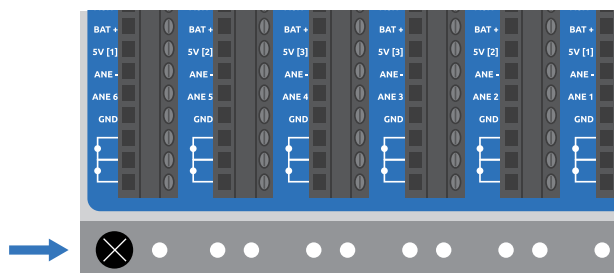 BAT + BAT + BAT + BAT + BAT + BAT +
5V [1] 5V [2] 5V [3] 5V [3] 5V [2] 5V [1]
ANE - ANE - ANE - ANE - ANE - ANE -
ANE 6 ANE 5 ANE 4 ANE 3 ANE 2 ANE 1
GND GND GND GND GND GND